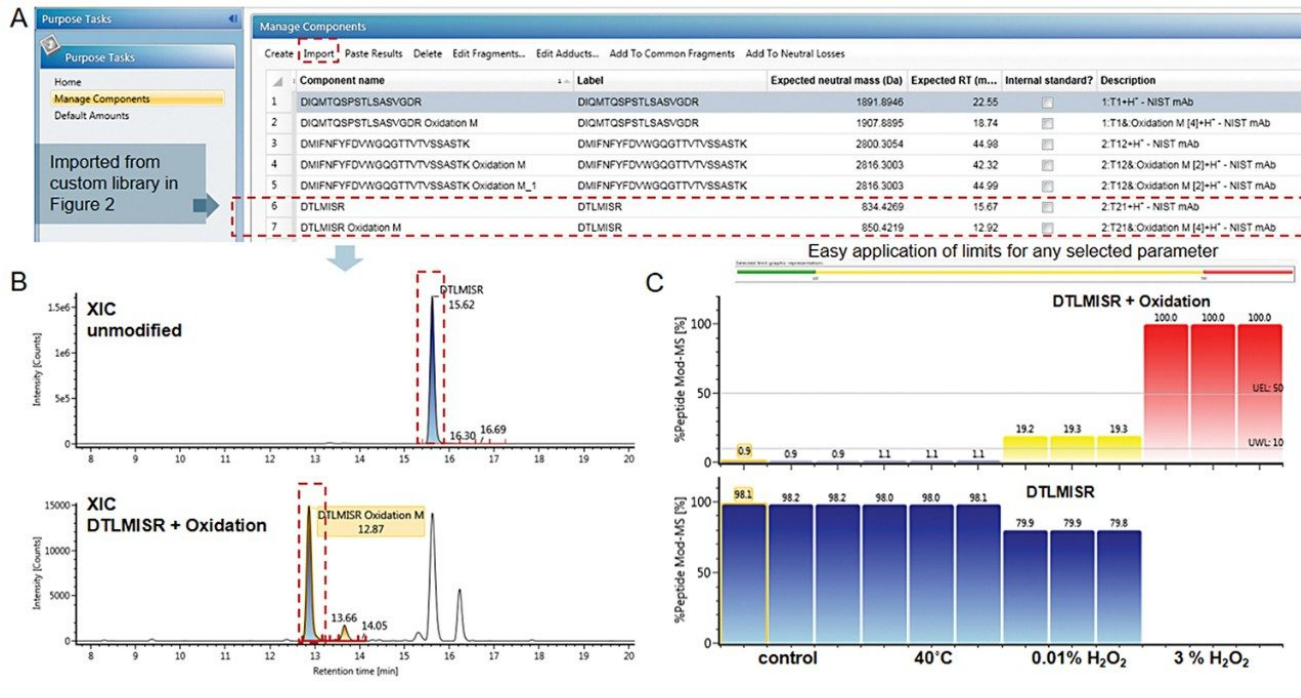 A
Purpose Tasks
Purpose Tasks
Home
Manage Components
Default Amounts
Imported from
custom library in
Figure 2
Manage Components
Create Import Paste Results Delete Edit Fragments... Edit Adducts... Add To Common Fragments Add To Neutral Losses
Component name Label Expected neutral mass (Da) Expected RT (m... Internal standard? Description
1 DIQMTQSPSTLSASVGDR DIQMTQSPSTLSASVGDR 1891.8946 22.55 1:T1+H⁺ - NIST mAb
2 DIQMTQSPSTLSASVGDR Oxidation M DIQMTQSPSTLSASVGDR 1907.8895 18.74 1:T1&:Oxidation M [4]+H⁺ - NIST mAb
3 DMIFNFYFDVWGQGTTVTVSSASTK DMIFNFYFDVWGQGTTVTVSSASTK 2800.3054 44.98 2:T12+H⁺ - NIST mAb
4 DMIFNFYFDVWGQGTTVTVSSASTK Oxidation M DMIFNFYFDVWGQGTTVTVSSASTK 2816.3003 42.32 2:T12&:Oxidation M [2]+H⁺ - NIST mAb
5 DMIFNFYFDVWGQGTTVTVSSASTK Oxidation M_1 DMIFNFYFDVWGQGTTVTVSSASTK 2816.3003 44.99 2:T12&:Oxidation M [2]+H⁺ - NIST mAb
6 DTLMISR DTLMISR 834.4269 15.67 2:T21+H⁺ - NIST mAb
7 DTLMISR Oxidation M DTLMISR 850.4219 12.92 2:T21&:Oxidation M [4]+H⁺ - NIST mAb
B
XIC
unmodified
Intensity [Counts]
1.5e6
1e6
5e5
0
DTLMISR
15.62
16.30
16.69
8 9 10 11 12 13 14 15 16 17 18 19 20
XIC
DTLMISR + Oxidation
Intensity [Counts]
15000
10000
5000
0
DTLMISR Oxidation M
12.87
13.66
14.05
8 9 10 11 12 13 14 15 16 17 18 19 20
Retention time [min]
Easy application of limits for any selected parameter
C
DTLMISR + Oxidation
%Peptide Mod-MS [%]
100
50
0
0.9 0.9 0.9 1.1 1.1 1.1 19.2 19.3 19.3 100.0 100.0 100.0
UEL: 50
UWL: 10
DTLMISR
%Peptide Mod-MS [%]
100
50
0
98.1 98.2 98.2 98.0 98.0 98.1 79.9 79.9 79.8
control 40˚C 0.01% H₂O₂ 3 % H₂O₂